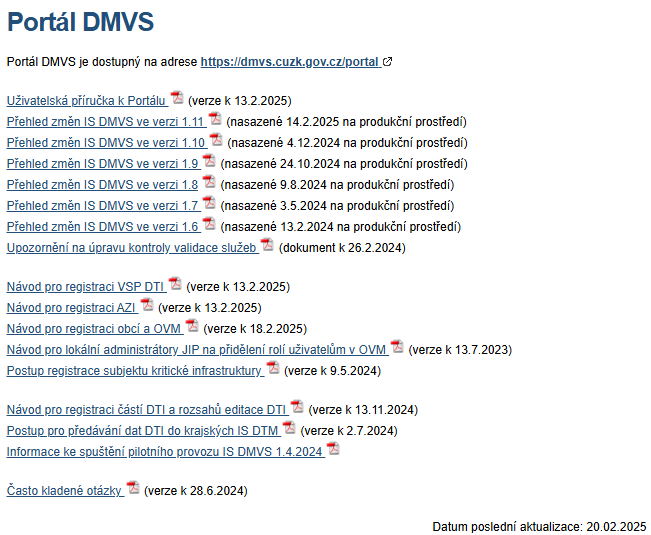 Portál DMVS
Portál DMVS je dostupný na adrese https://dmvs.cuzk.gov.cz/portal
Uživatelská příručka k Portálu (verze k 13.2.2025)
Přehled změn IS DMVS ve verzi 1.11 (nasazené 14.2.2025 na produkční prostředí)
Přehled změn IS DMVS ve verzi 1.10 (nasazené 4.12.2024 na produkční prostředí)
Přehled změn IS DMVS ve verzi 1.9 (nasazené 24.10.2024 na produkční prostředí)
Přehled změn IS DMVS ve verzi 1.8 (nasazené 9.8.2024 na produkční prostředí)
Přehled změn IS DMVS ve verzi 1.7 (nasazené 3.5.2024 na produkční prostředí)
Přehled změn IS DMVS ve verzi 1.6 (nasazené 13.2.2024 na produkční prostředí)
Upozornění na úpravu kontroly validace služeb (dokument k 26.2.2024)
Návod pro registraci VSP DTI (verze k 13.2.2025)
Návod pro registraci AZI (verze k 13.2.2025)
Návod pro registraci obcí a OVM (verze k 18.2.2025)
Návod pro lokální administrátory JIP na přidělení rolí uživatelům v OVM (verze k 13.7.2023)
Postup registrace subjektu kritické infrastruktury (verze k 9.5.2024)
Návod pro registraci částí DTI a rozsahů editace DTI (verze k 13.11.2024)
Postup pro předávání dat DTI do krajských IS DTM (verze k 2.7.2024)
Informace ke spuštění pilotního provozu IS DMVS 1.4.2024
Často kladené otázky (verze k 28.6.2024)
Datum poslední aktualizace: 20.02.2025